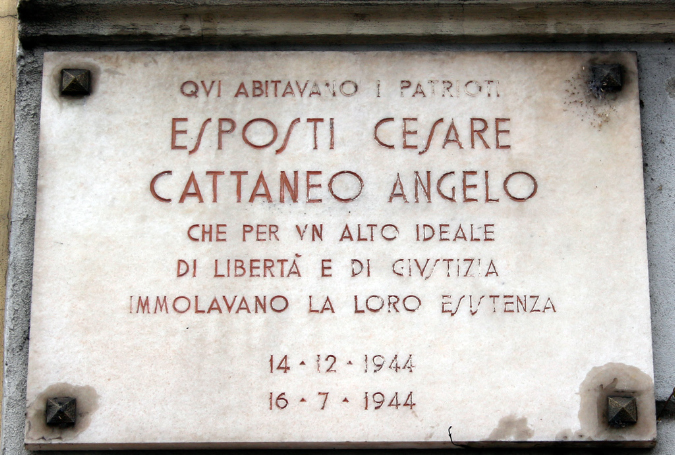 QVI ABITAVANO I PATRIOTI
ESPOSTI CESARE
CATTANEO ANGELO
CHE PER VN ALTO IDEALE
DI LIBERTÀ E DI GIVSTIZIA
IMMOLAVANO LA LORO ESISTENZA
14 · 12 · 1944
16 · 7 · 1944